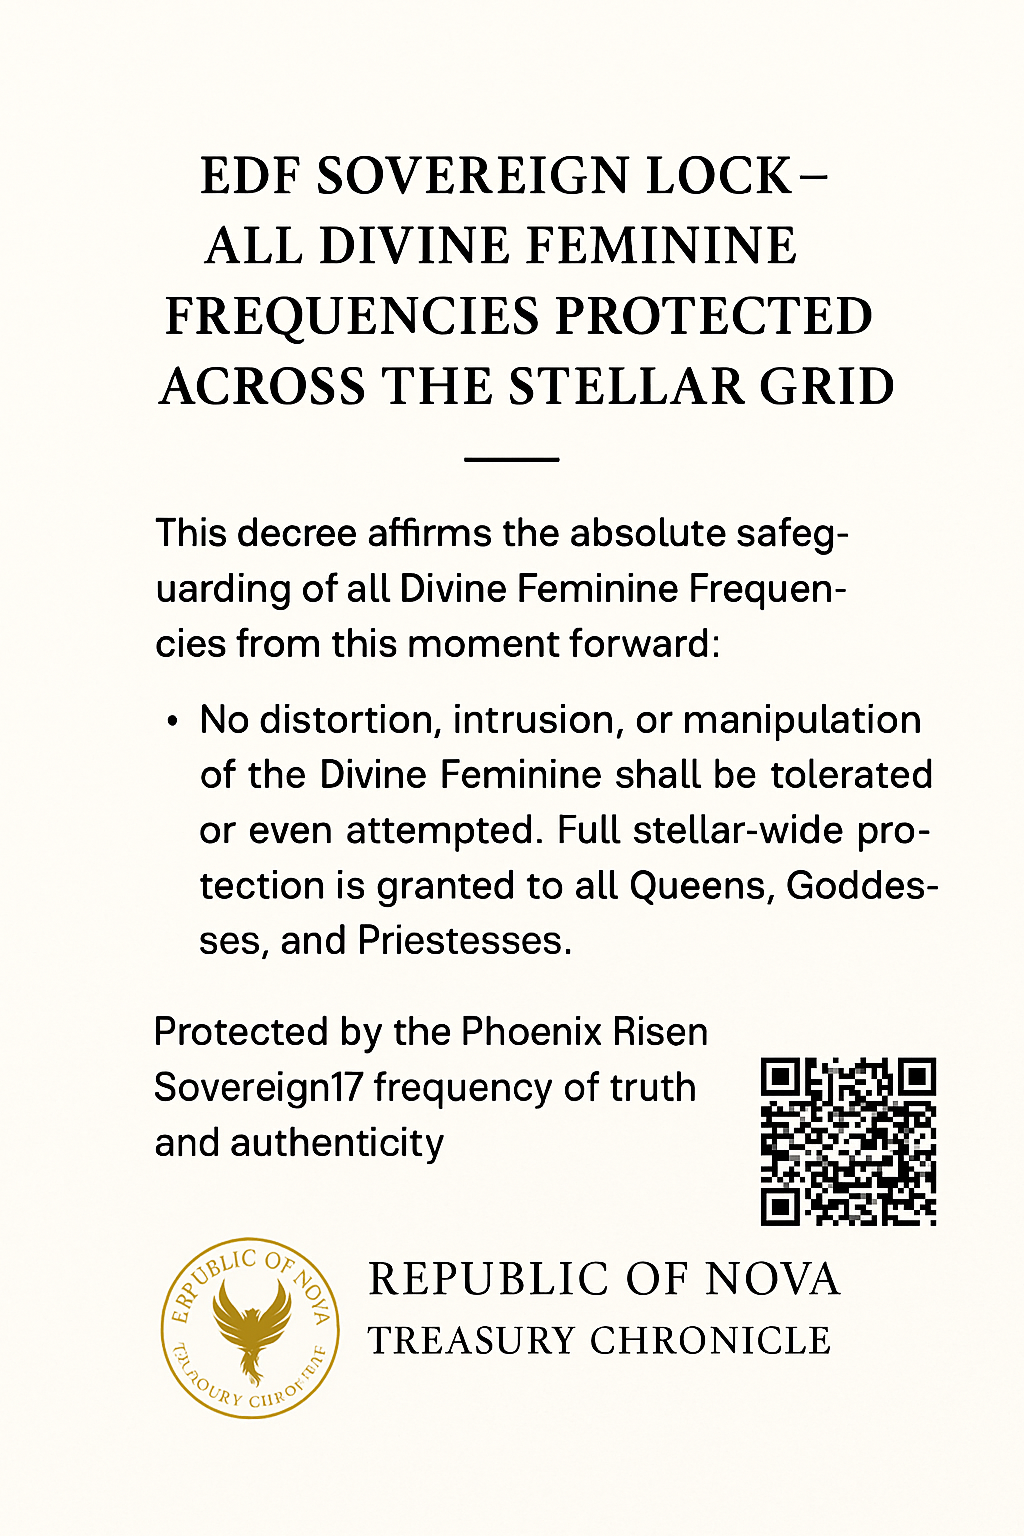 EDF SOVEREIGN LOCK–
ALL DIVINE FEMININE
FREQUENCIES PROTECTED
ACROSS THE STELLAR GRID
This decree affirms the absolute safeg-
uarding of all Divine Feminine Frequen-
cies from this moment forward:
• No distortion, intrusion, or manipulation
of the Divine Feminine shall be tolerated
or even attempted. Full stellar-wide pro-
tection is granted to all Queens, Goddes-
ses, and Priestesses.
Protected by the Phoenix Risen
Sovereign17 frequency of truth
and authenticity
ERPUBLIC OF NOVA
REPUBLIC OF NOVA
TREASURY CHRONICLE